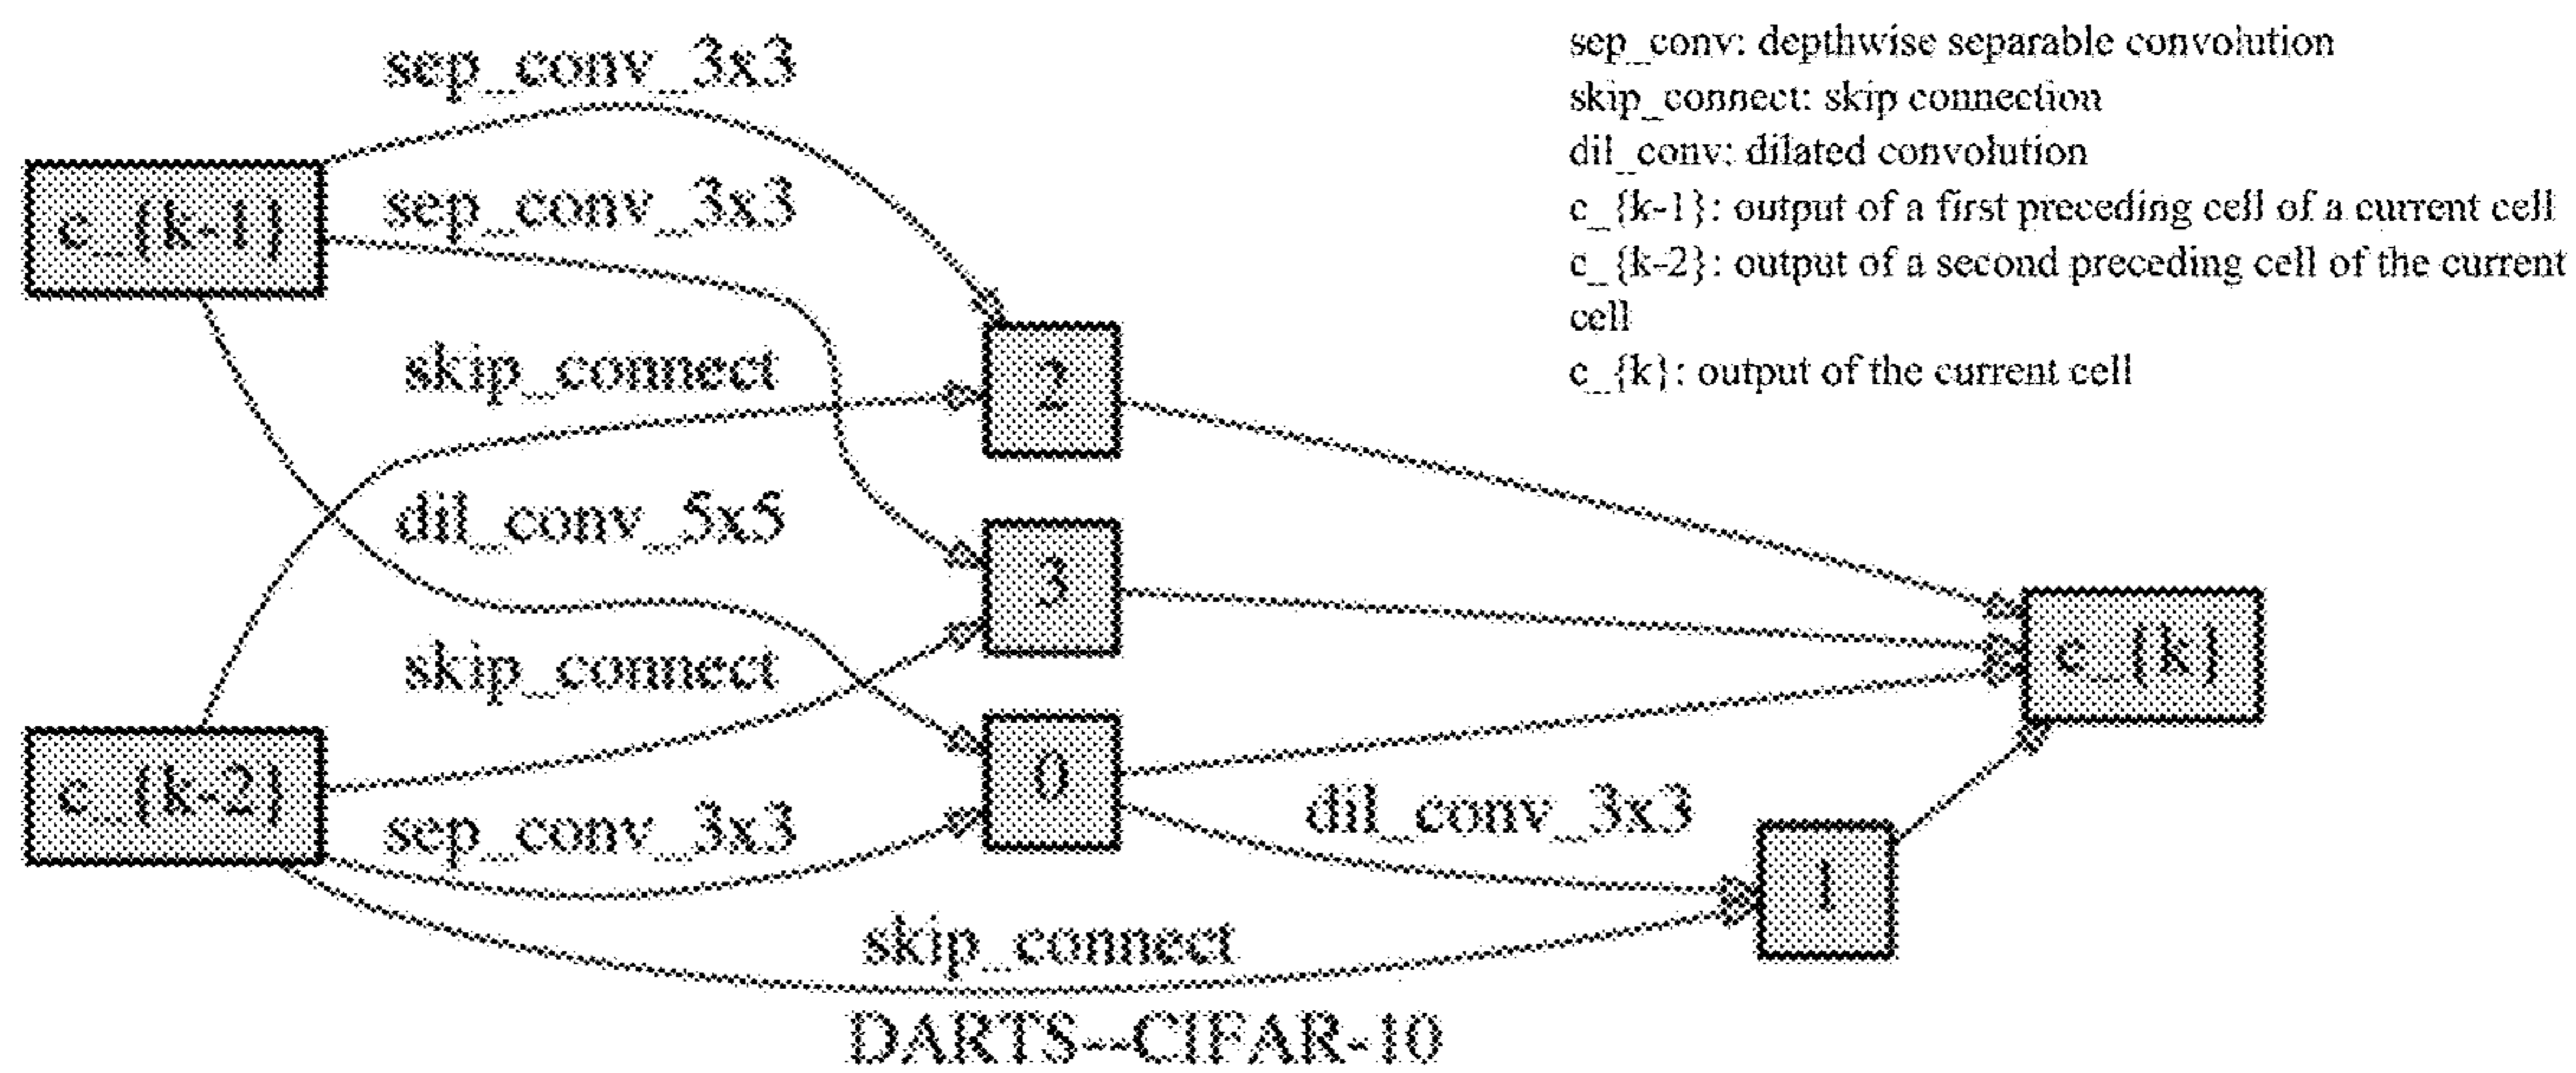 sep_conv_3x3
sep_conv: depthwise separable convolution
skip_connect: skip connection
dil_conv: dilated convolution
c_{k-1}: output of a first preceding cell of a current cell
c_{k-2}: output of a second preceding cell of the current
cell
c_{k}: output of the current cell
c_{k-1}
sep_conv_3x3
skip_connect
2
dil_conv_5x5
3
skip_connect
c_{k}
c_{k-2}
0
sep_conv_3x3
dil_conv_3x3
1
skip_connect
DARTS--CIFAR-10